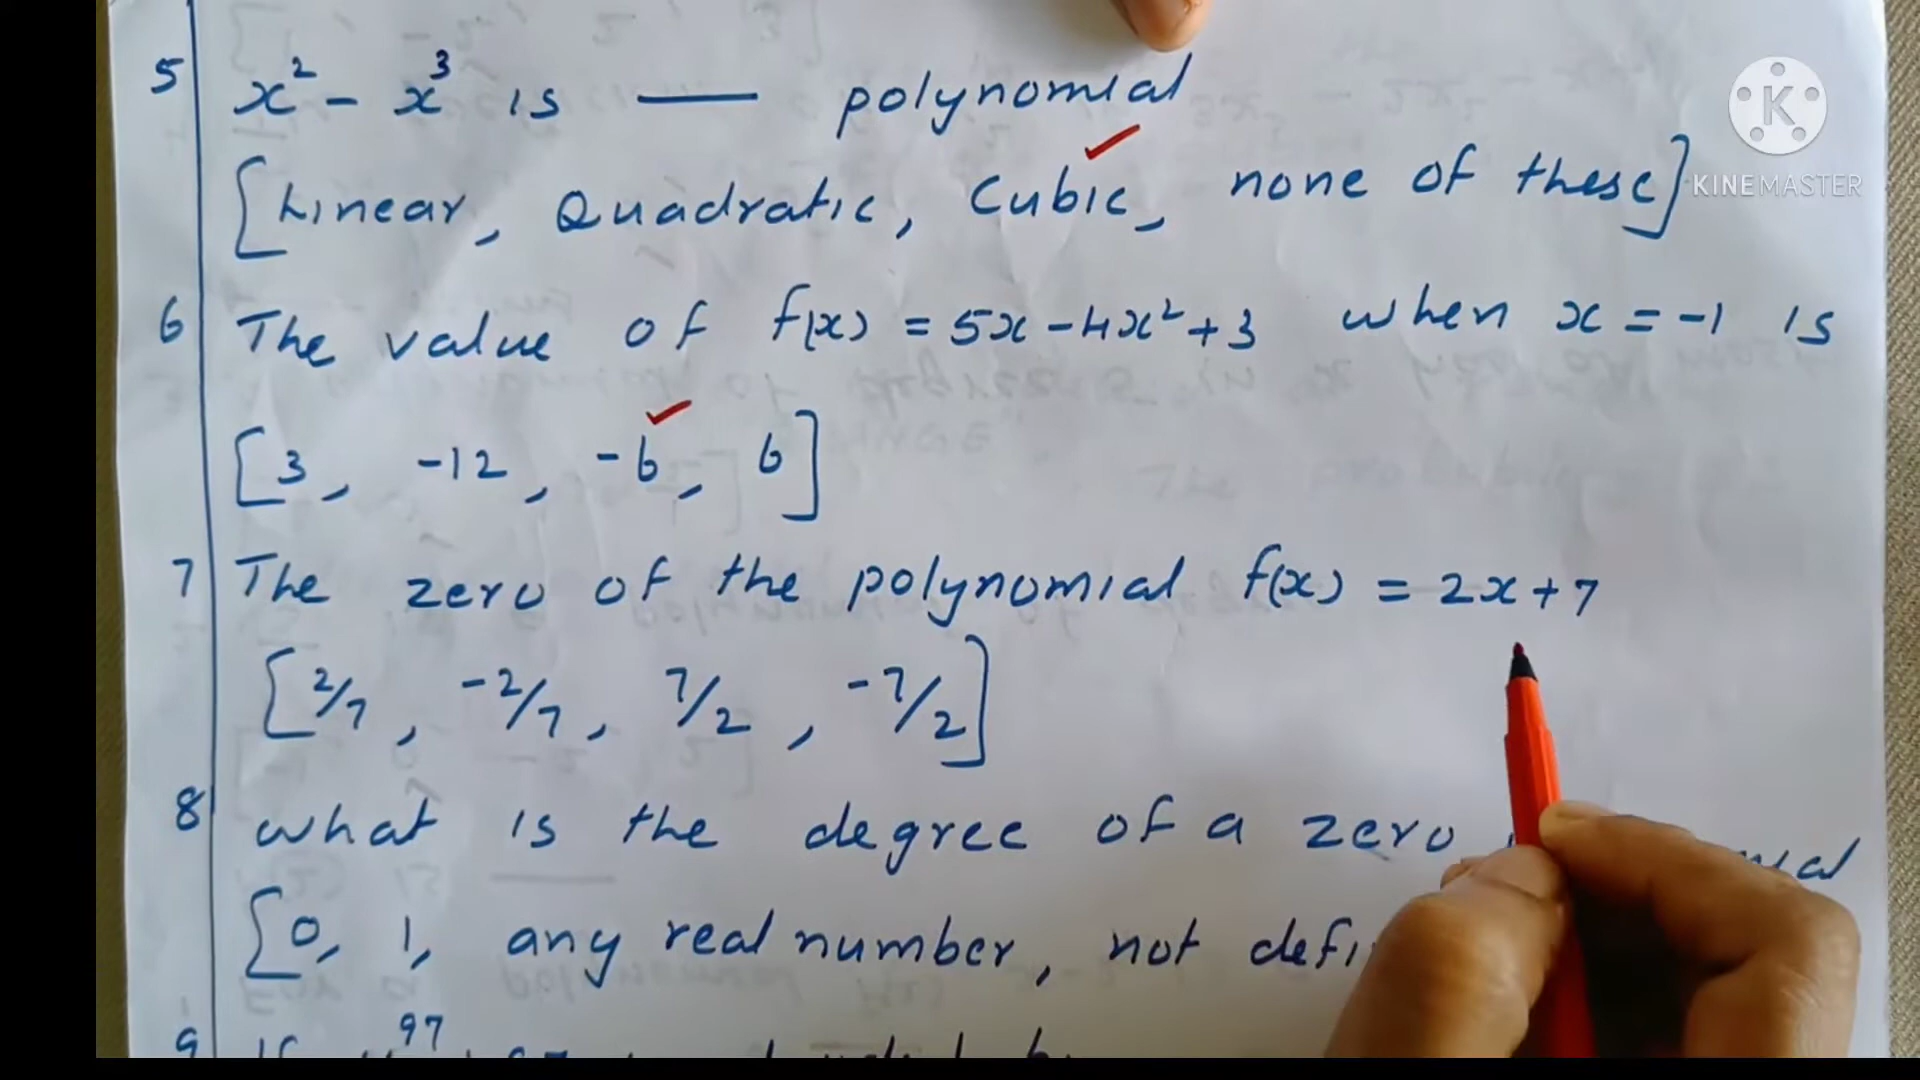 5 x² - x³ is —— polynomial
[Linear, Quadratic, Cubic, none of these]
KINEMASTER
6 The value of f(x) = 5x - 4x² + 3 when x = -1 is
[3, -12, -6, 6]
7 The zero of the polynomial f(x) = 2x + 7
[2/7, -2/7, 7/2, -7/2]
8 what is the degree of a zero
[0, 1, any real number, not defi
9 97